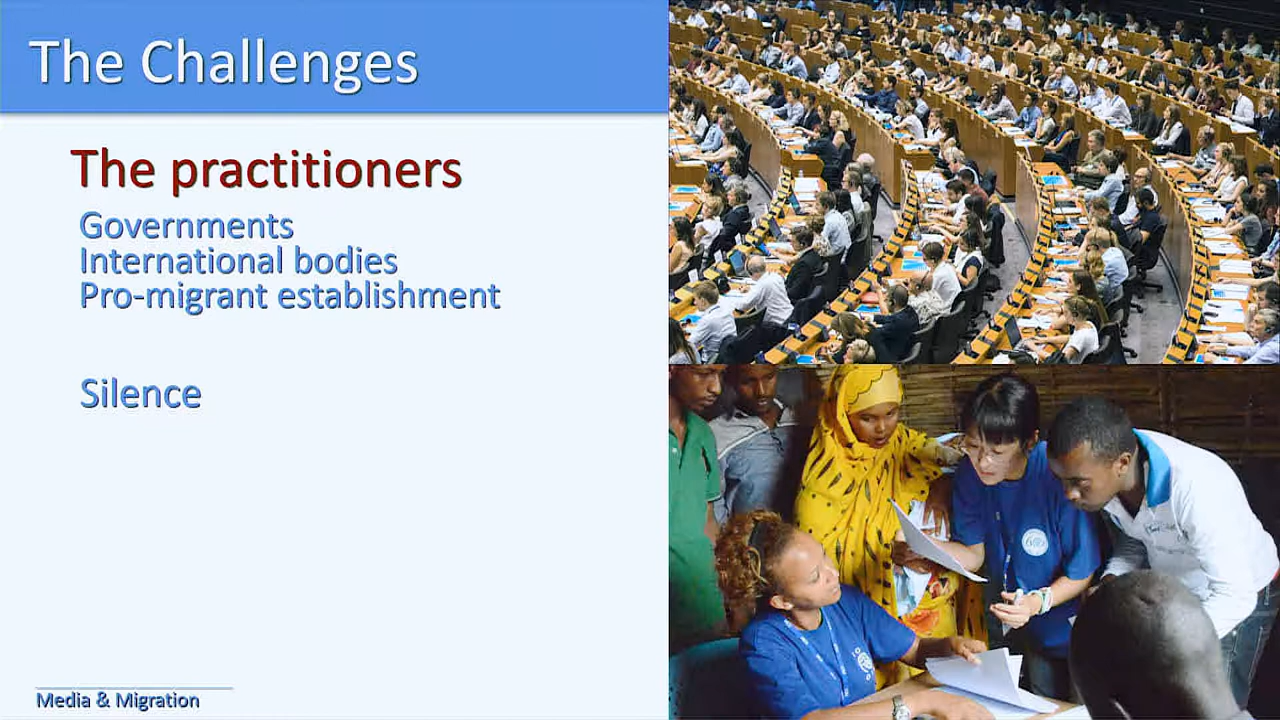 The Challenges
The practitioners
Governments
International bodies
Pro-migrant establishment
Silence
Media & Migration